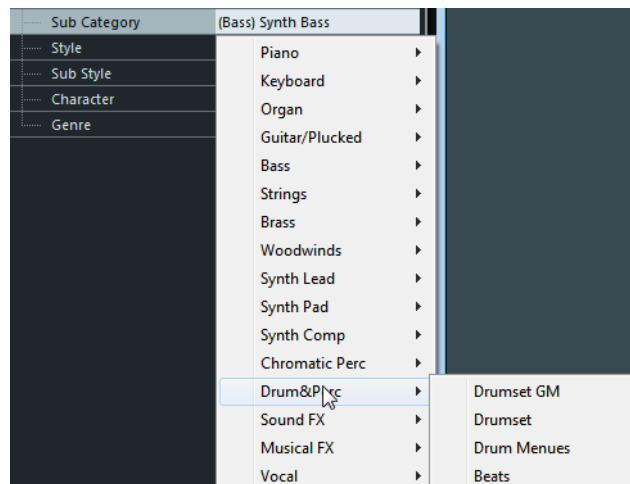 Sub Category (Bass) Synth Bass
Style
Sub Style
Character
Genre
Piano
Keyboard
Organ
Guitar/Plucked
Bass
Strings
Brass
Woodwinds
Synth Lead
Synth Pad
Synth Comp
Chromatic Perc
Drum&Perc
Sound FX
Musical FX
Vocal
Drumset GM
Drumset
Drum Menues
Beats